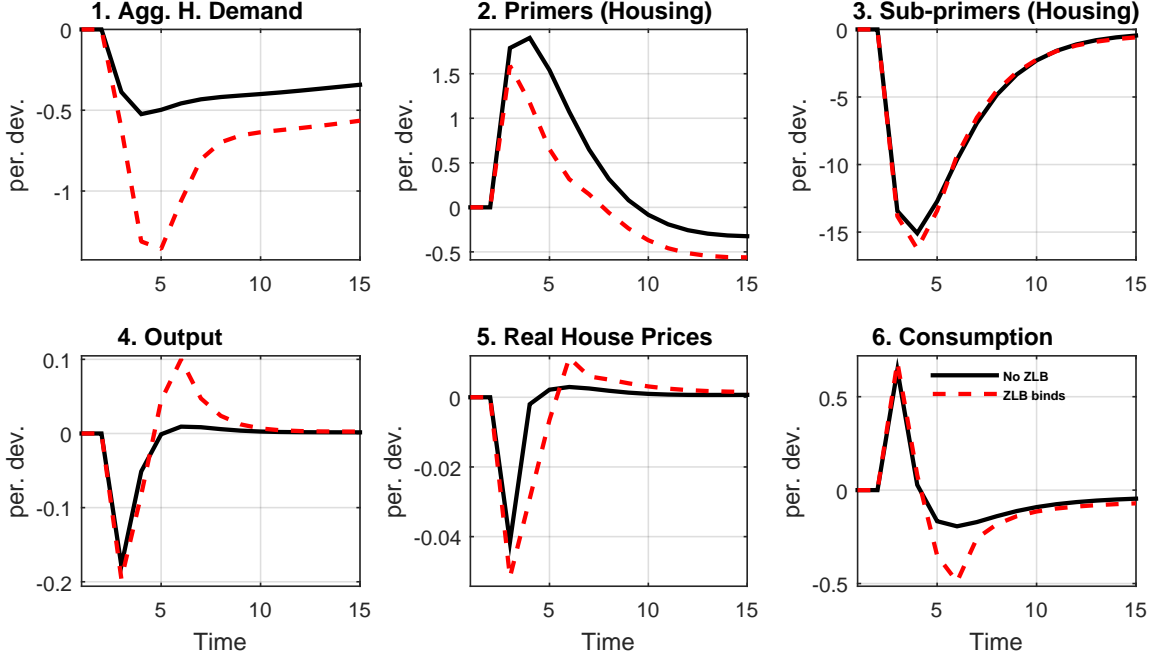 1. Agg. H. Demand
2. Primers (Housing)
3. Sub-primers (Housing)
per. dev.
0
-0.5
-1
5
10
15
per. dev.
1.5
1
0.5
0
-0.5
5
10
15
per. dev.
0
-5
-10
-15
5
10
15
4. Output
5. Real House Prices
6. Consumption
per. dev.
0.1
0
-0.1
-0.2
5
10
15
Time
per. dev.
0
-0.02
-0.04
5
10
15
Time
per. dev.
0.5
0
-0.5
No ZLB
ZLB binds
5
10
15
Time